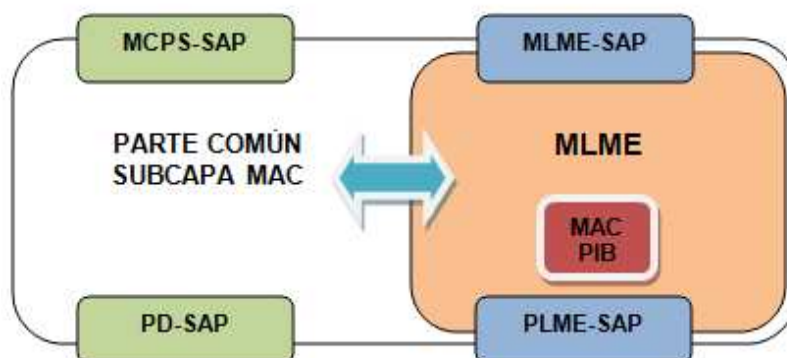 MCPS-SAP
MLME-SAP
PARTE COMÚN
SUBCAPA MAC
MLME
MAC
PIB
PD-SAP
PLME-SAP